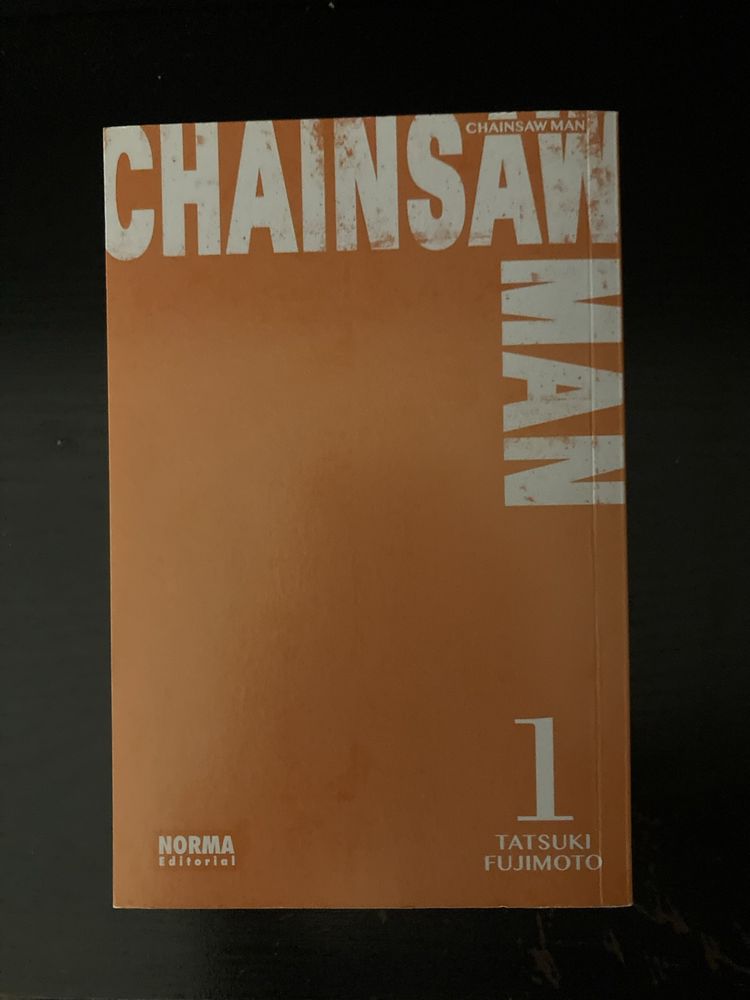 CHAINSAW
CHAINSAW MAN
MAN
1
TATSUKI
FUJIMOTO
NORMA
Editorial